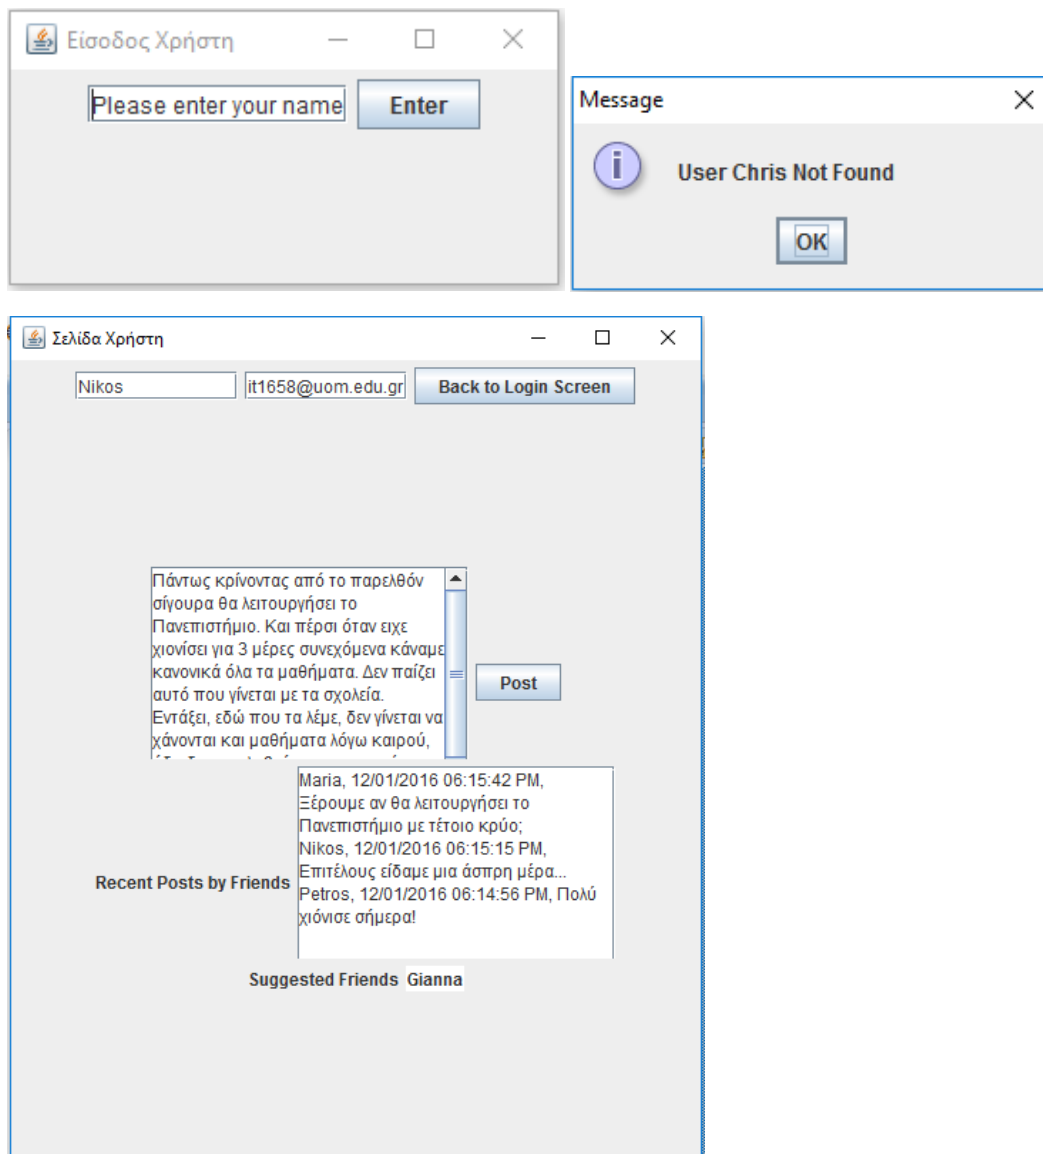 Είσοδος Χρήστη
Please enter your name
Enter
Message
User Chris Not Found
OK
Σελίδα Χρήστη
Nikos
it1658@uom.edu.gr
Back to Login Screen
Πάντως κρίνοντας από το παρελθόν
σίγουρα θα λειτουργήσει το
Πανεπιστήμιο. Και πέρσι όταν ειχε
χιονίσει για 3 μέρες συνεχόμενα κάναμε
κανονικά όλα τα μαθήματα. Δεν παίζει
αυτό που γίνεται με τα σχολεία.
Εντάξει, εδώ που τα λέμε, δεν γίνεται να
χάνονται και μαθήματα λόγω καιρού,
Post
Recent Posts by Friends
Maria, 12/01/2016 06:15:42 PM,
Ξέρουμε αν θα λειτουργήσει το
Πανεπιστήμιο με τέτοιο κρύο;
Nikos, 12/01/2016 06:15:15 PM,
Επιτέλους είδαμε μια άσπρη μέρα...
Petros, 12/01/2016 06:14:56 PM, Πολύ
χιόνισε σήμερα!
Suggested Friends Gianna